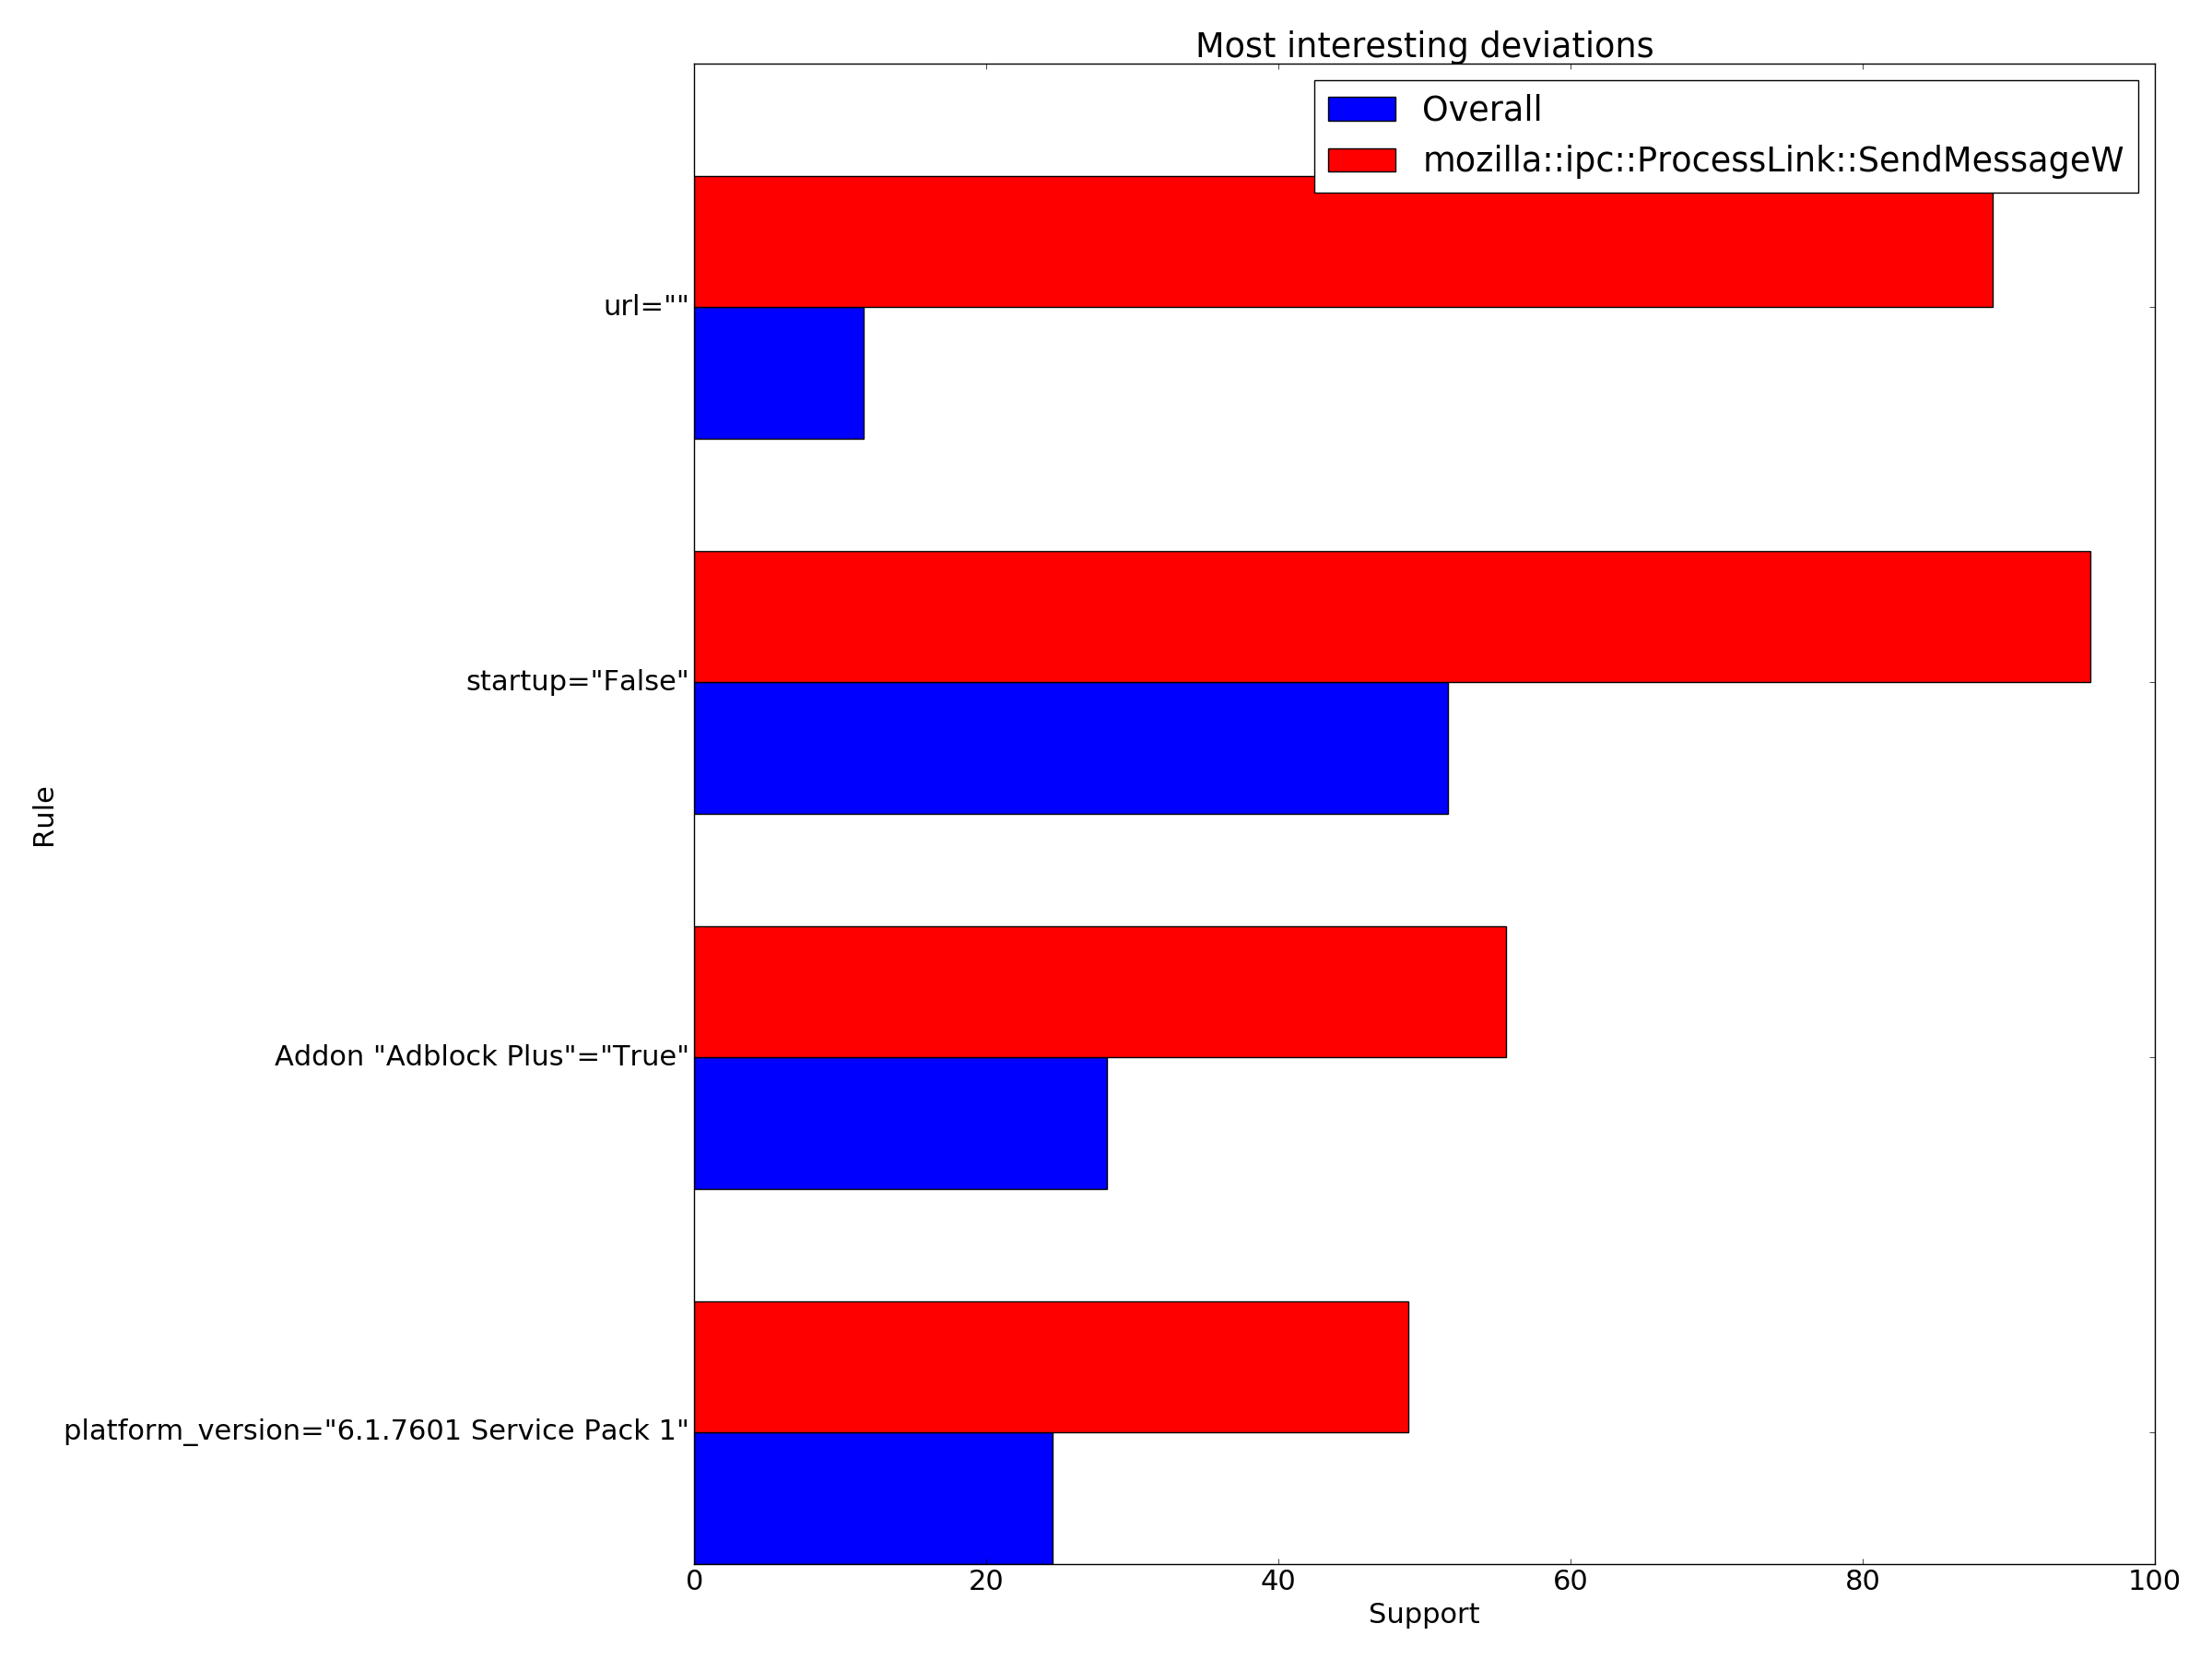 Most interesting deviations
Overall
mozilla::ipc::ProcessLink::SendMessageW
url=""
startup="False"
Rule
Addon "Adblock Plus"="True"
platform_version="6.1.7601 Service Pack 1"
0 20 40 60 80 100
Support